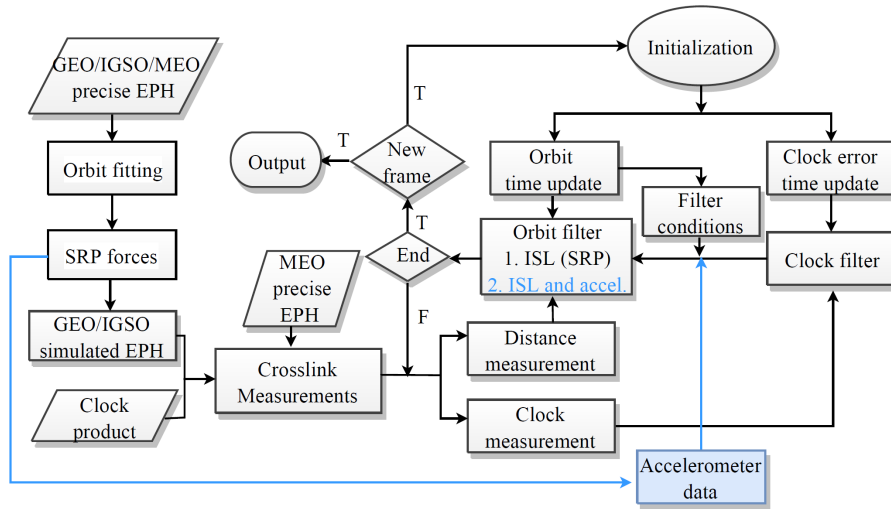 GEO/IGSO/MEO
precise EPH
Orbit fitting
SRP forces
GEO/IGSO
simulated EPH
Clock
product
MEO
precise
EPH
Crosslink
Measurements
Output
T
New
frame
T
T
End
F
Initialization
Orbit
time update
Clock error
time update
Filter
conditions
Orbit filter
1. ISL (SRP)
2. ISL and accel.
Clock filter
Distance
measurement
Clock
measurement
Accelerometer
data